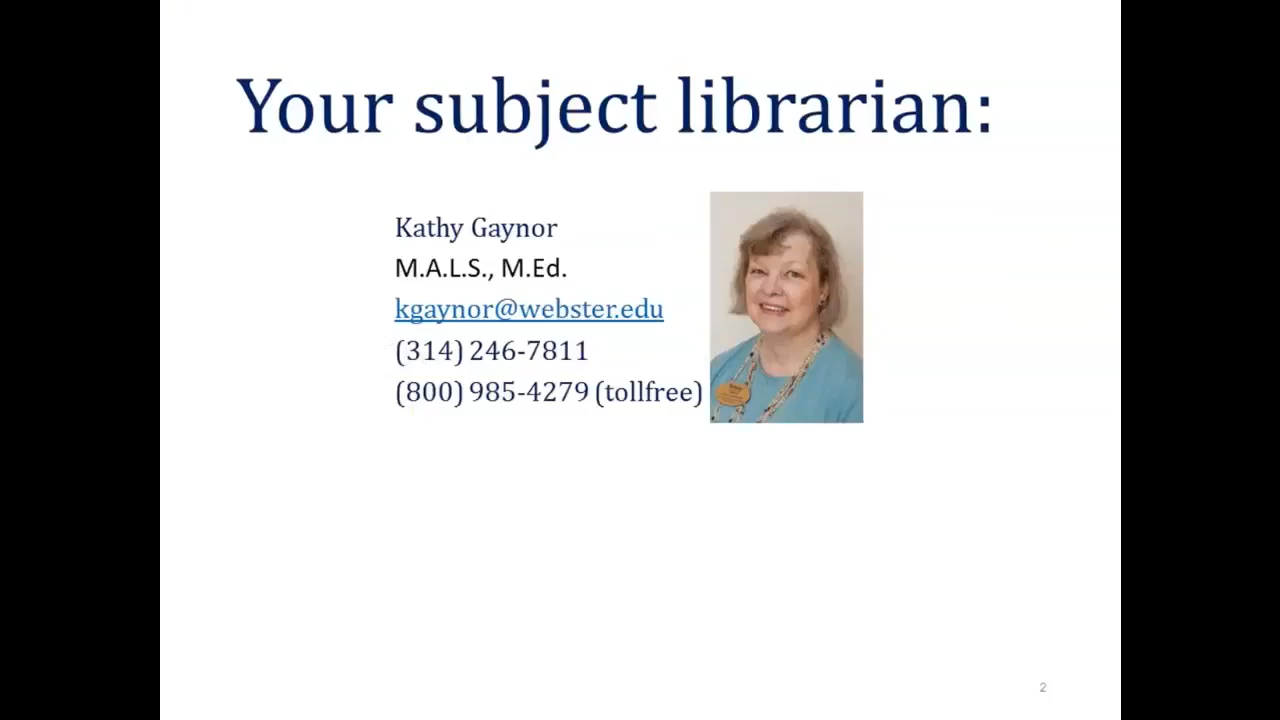 Your subject librarian:
Kathy Gaynor
M.A.L.S., M.Ed.
kgaynor@webster.edu
(314) 246-7811
(800) 985-4279 (tollfree)
2